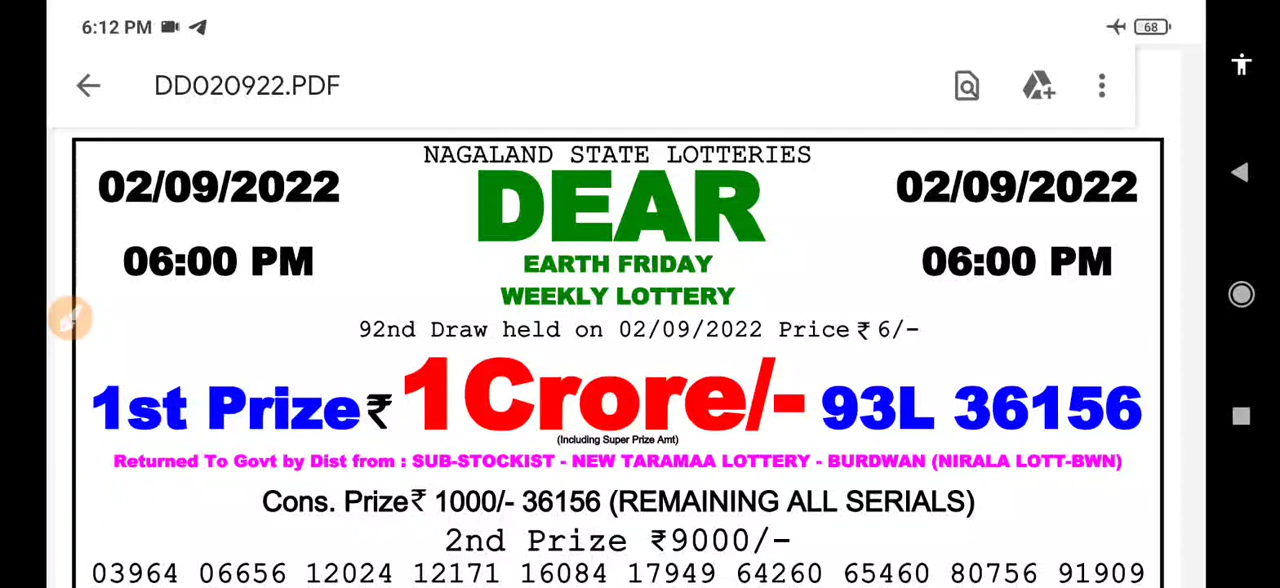 6:12 PM 68
DD020922.PDF
NAGALAND STATE LOTTERIES
02/09/2022 DEAR 02/09/2022
06:00 PM EARTH FRIDAY 06:00 PM
WEEKLY LOTTERY
92nd Draw held on 02/09/2022 Price ₹ 6/-
1st Prize ₹ 1Crore/- 93L 36156
(Including Super Prize Amt)
Returned To Govt by Dist from : SUB-STOCKIST - NEW TARAMAA LOTTERY - BURDWAN (NIRALA LOTT-BWN)
Cons. Prize ₹ 1000/- 36156 (REMAINING ALL SERIALS)
2nd Prize ₹9000/-
03964 06656 12024 12171 16084 17949 64260 65460 80756 91909